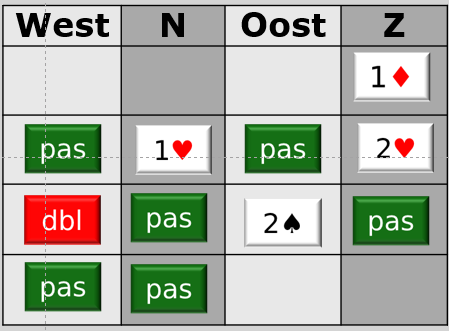 West N Oost Z
1♦
pas 1♥ pas 2♥
dbl pas 2♠ pas
pas pas